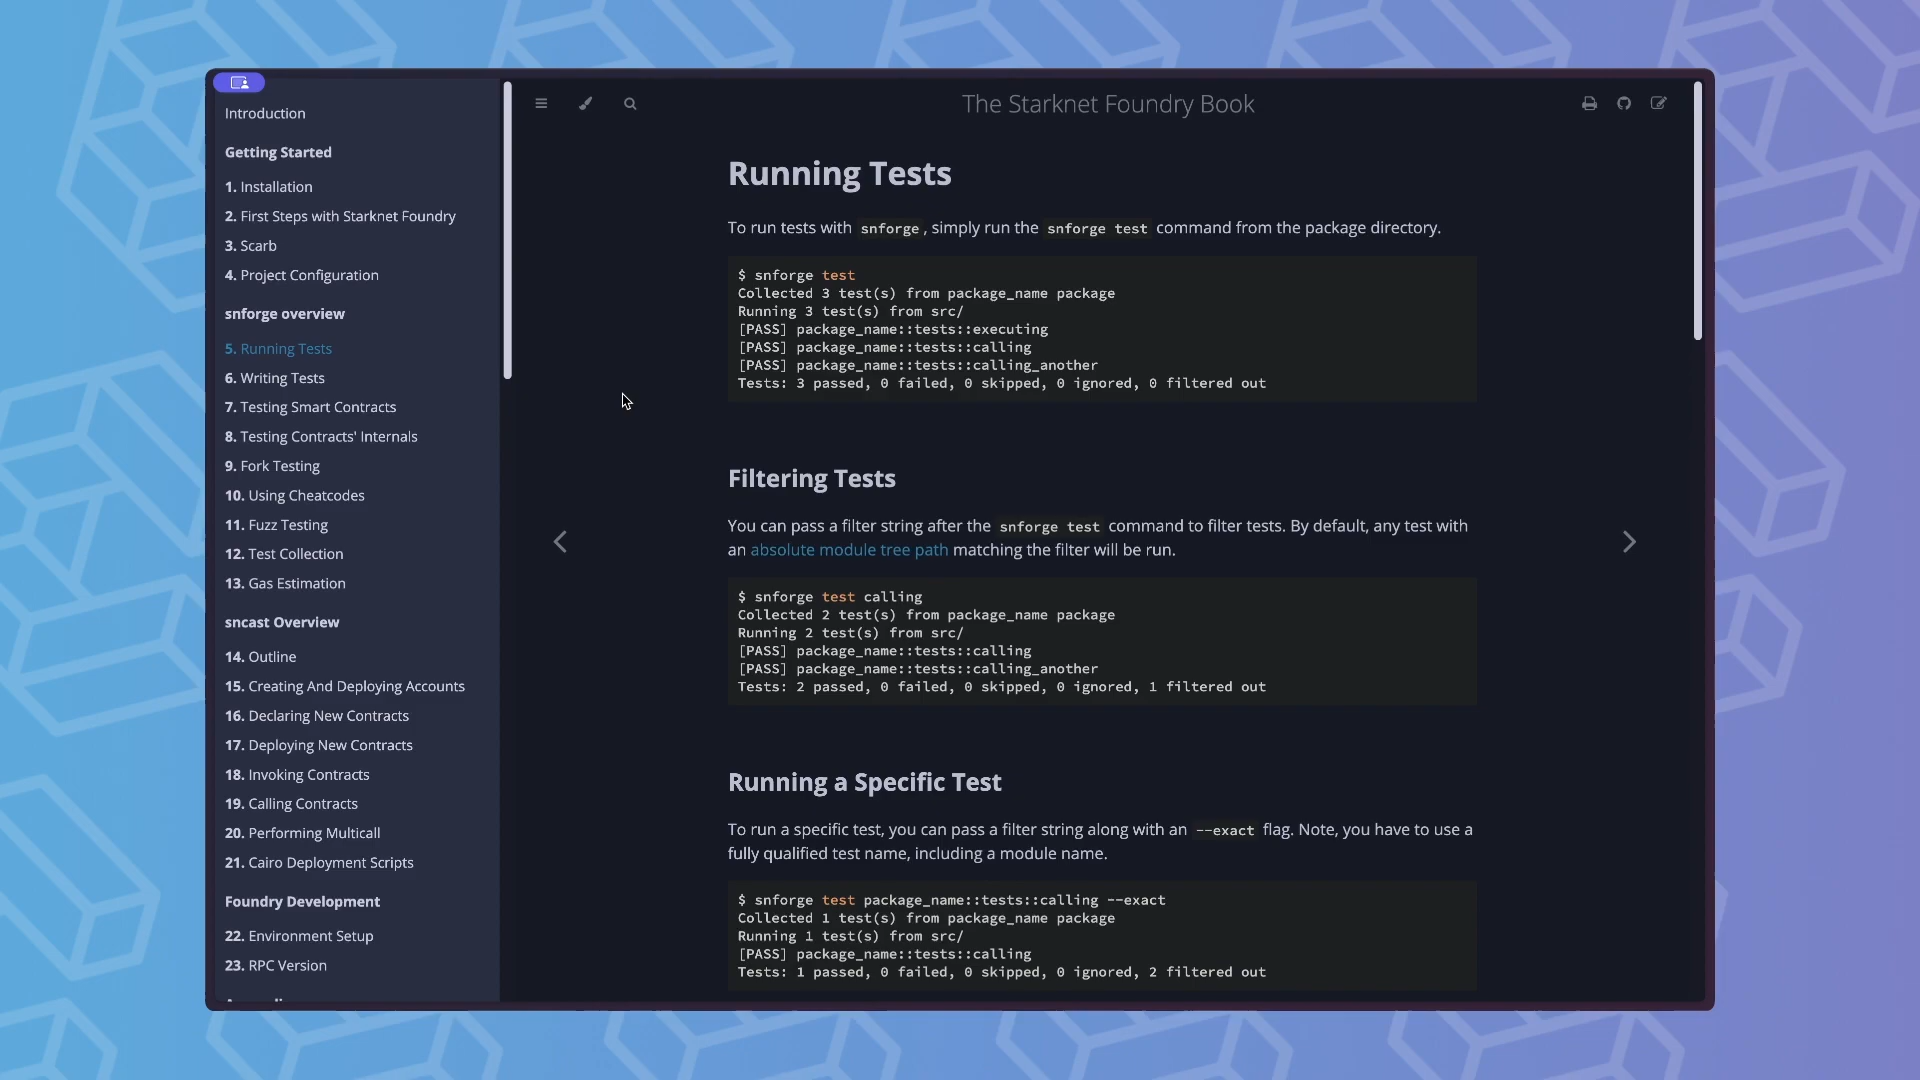 Introduction
Getting Started
1. Installation
2. First Steps with Starknet Foundry
3. Scarb
4. Project Configuration
snforge overview
5. Running Tests
6. Writing Tests
7. Testing Smart Contracts
8. Testing Contracts' Internals
9. Fork Testing
10. Using Cheatcodes
11. Fuzz Testing
12. Test Collection
13. Gas Estimation
sncast Overview
14. Outline
15. Creating And Deploying Accounts
16. Declaring New Contracts
17. Deploying New Contracts
18. Invoking Contracts
19. Calling Contracts
20. Performing Multicall
21. Cairo Deployment Scripts
Foundry Development
22. Environment Setup
23. RPC Version
The Starknet Foundry Book
Running Tests
To run tests with snforge, simply run the snforge test command from the package directory.
$ snforge test
Collected 3 test(s) from package_name package
Running 3 test(s) from src/
[PASS] package_name::tests::executing
[PASS] package_name::tests::calling
[PASS] package_name::tests::calling_another
Tests: 3 passed, 0 failed, 0 skipped, 0 ignored, 0 filtered out
Filtering Tests
You can pass a filter string after the snforge test command to filter tests. By default, any test with
an absolute module tree path matching the filter will be run.
$ snforge test calling
Collected 2 test(s) from package_name package
Running 2 test(s) from src/
[PASS] package_name::tests::calling
[PASS] package_name::tests::calling_another
Tests: 2 passed, 0 failed, 0 skipped, 0 ignored, 1 filtered out
Running a Specific Test
To run a specific test, you can pass a filter string along with an --exact flag. Note, you have to use a
fully qualified test name, including a module name.
$ snforge test package_name::tests::calling --exact
Collected 1 test(s) from package_name package
Running 1 test(s) from src/
[PASS] package_name::tests::calling
Tests: 1 passed, 0 failed, 0 skipped, 0 ignored, 2 filtered out